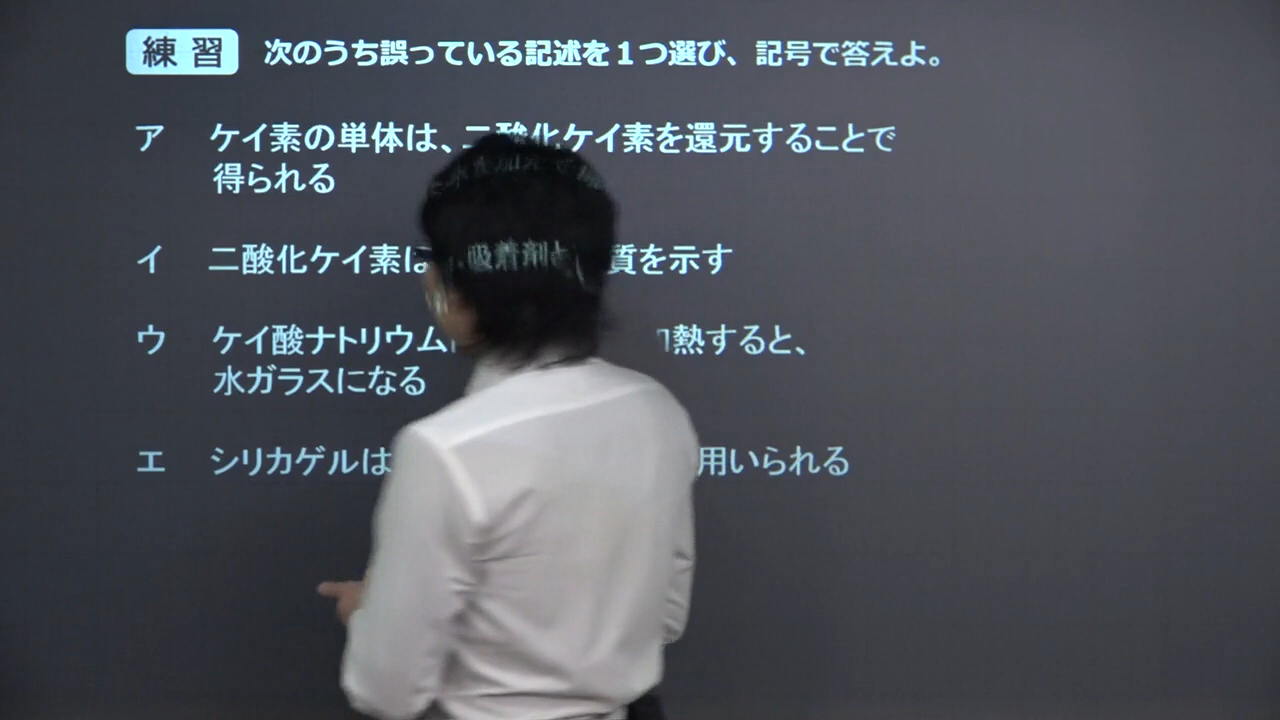 練習 次のうち誤っている記述を１つ選び、記号で答えよ。
ア ケイ素の単体は、二酸化ケイ素を還元することで
得られる
イ 二酸化ケイ素は 質を示す
ウ ケイ酸ナトリウム 熱すると、
水ガラスになる
エ シリカゲルは 用いられる